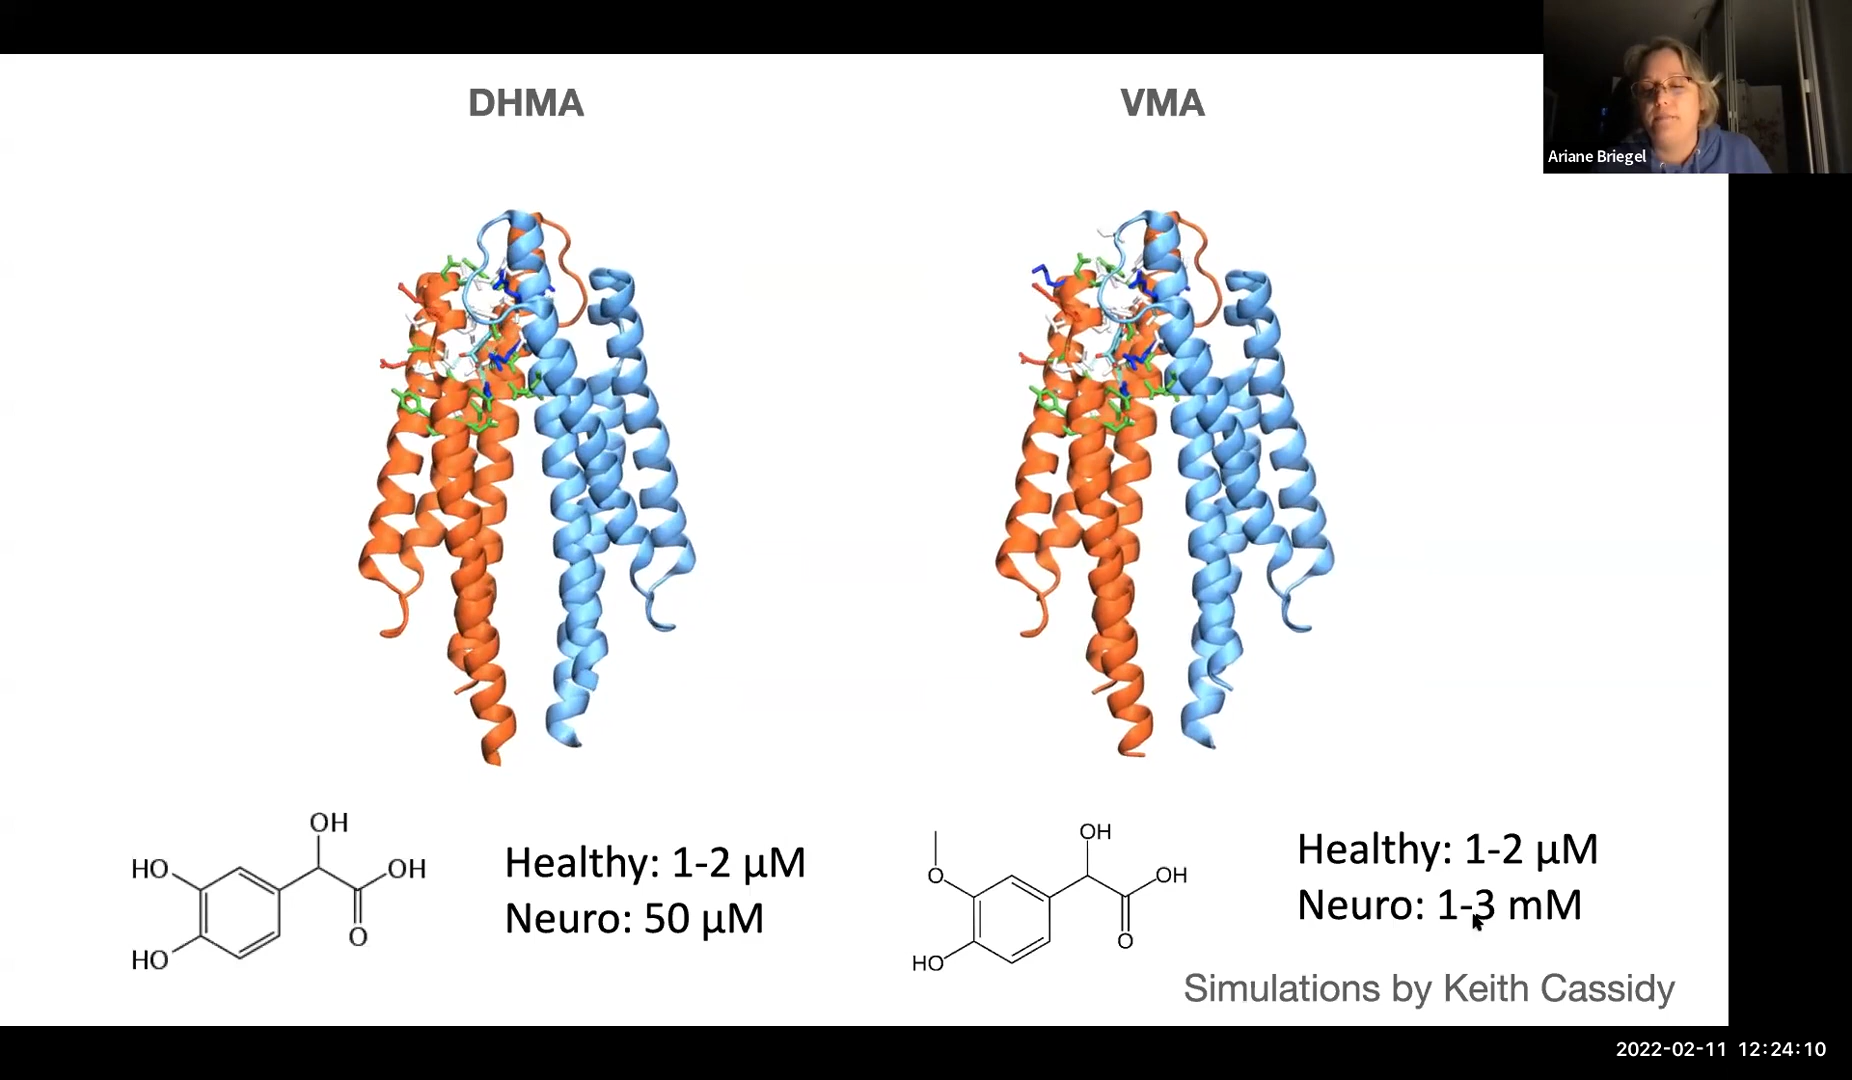 DHMA
VMA
Ariane Briegel
OH
HO
OH
O
HO
Healthy: 1-2 µM
Neuro: 50 µM
OH
O
OH
O
HO
Healthy: 1-2 µM
Neuro: 1-3 mM
Simulations by Keith Cassidy
2022-02-11 12:24:10